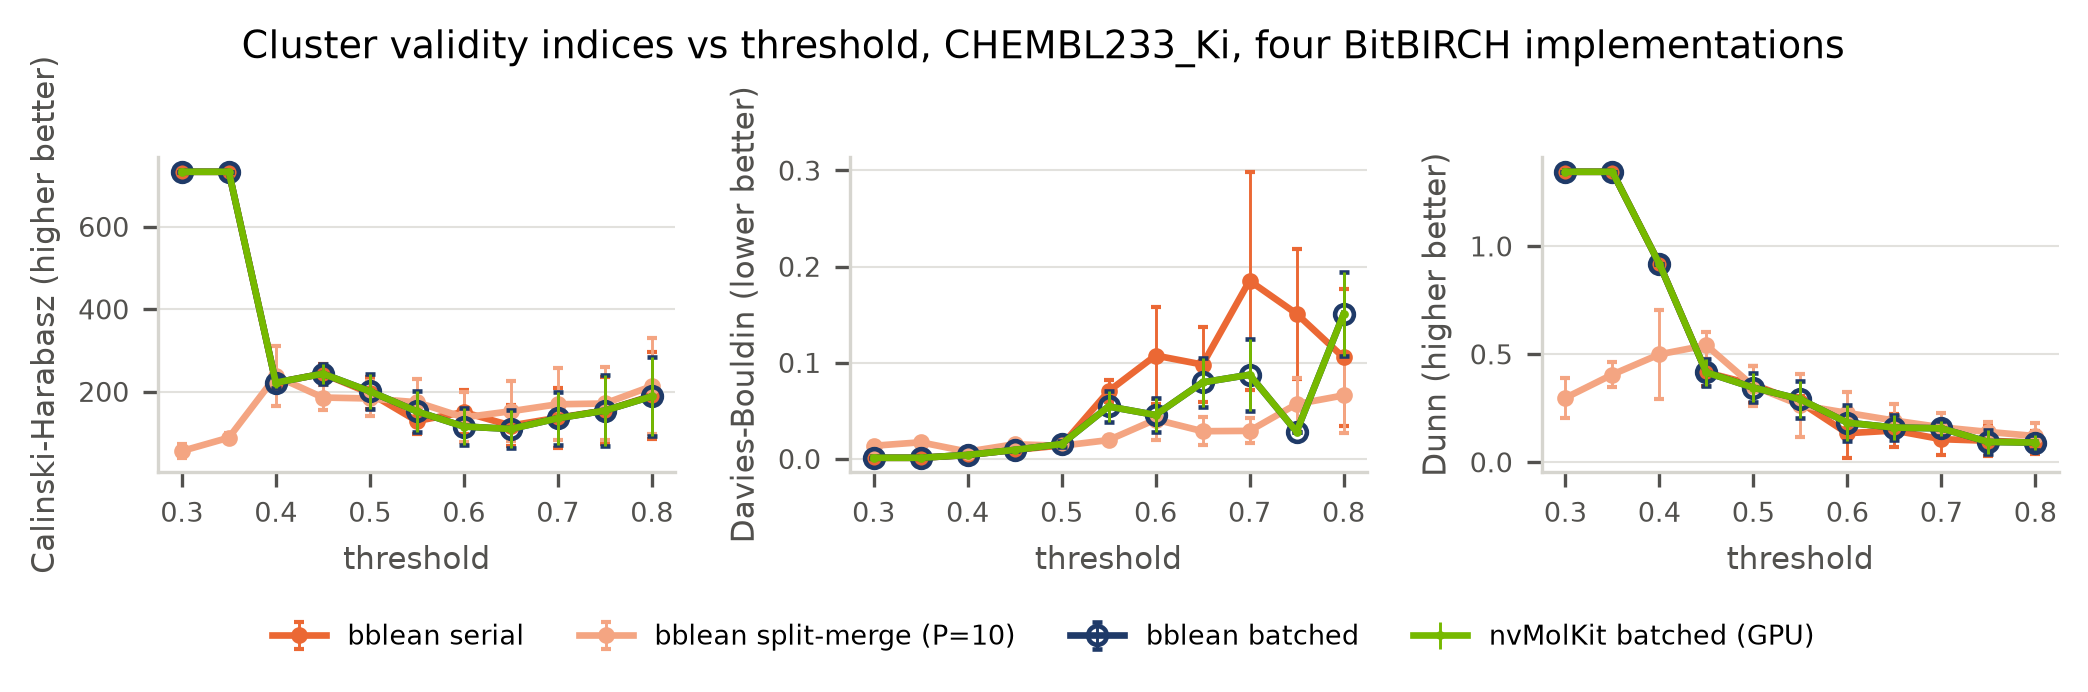 Cluster validity indices vs threshold, CHEMBL233_Ki, four BitBIRCH implementations
Calinski-Harabasz (higher better)
600
400
200
0.3 0.4 0.5 0.6 0.7 0.8
threshold
Davies-Bouldin (lower better)
0.3
0.2
0.1
0.0
0.3 0.4 0.5 0.6 0.7 0.8
threshold
Dunn (higher better)
1.0
0.5
0.0
0.3 0.4 0.5 0.6 0.7 0.8
threshold
bblean serial
bblean split-merge (P=10)
bblean batched
nvMolKit batched (GPU)